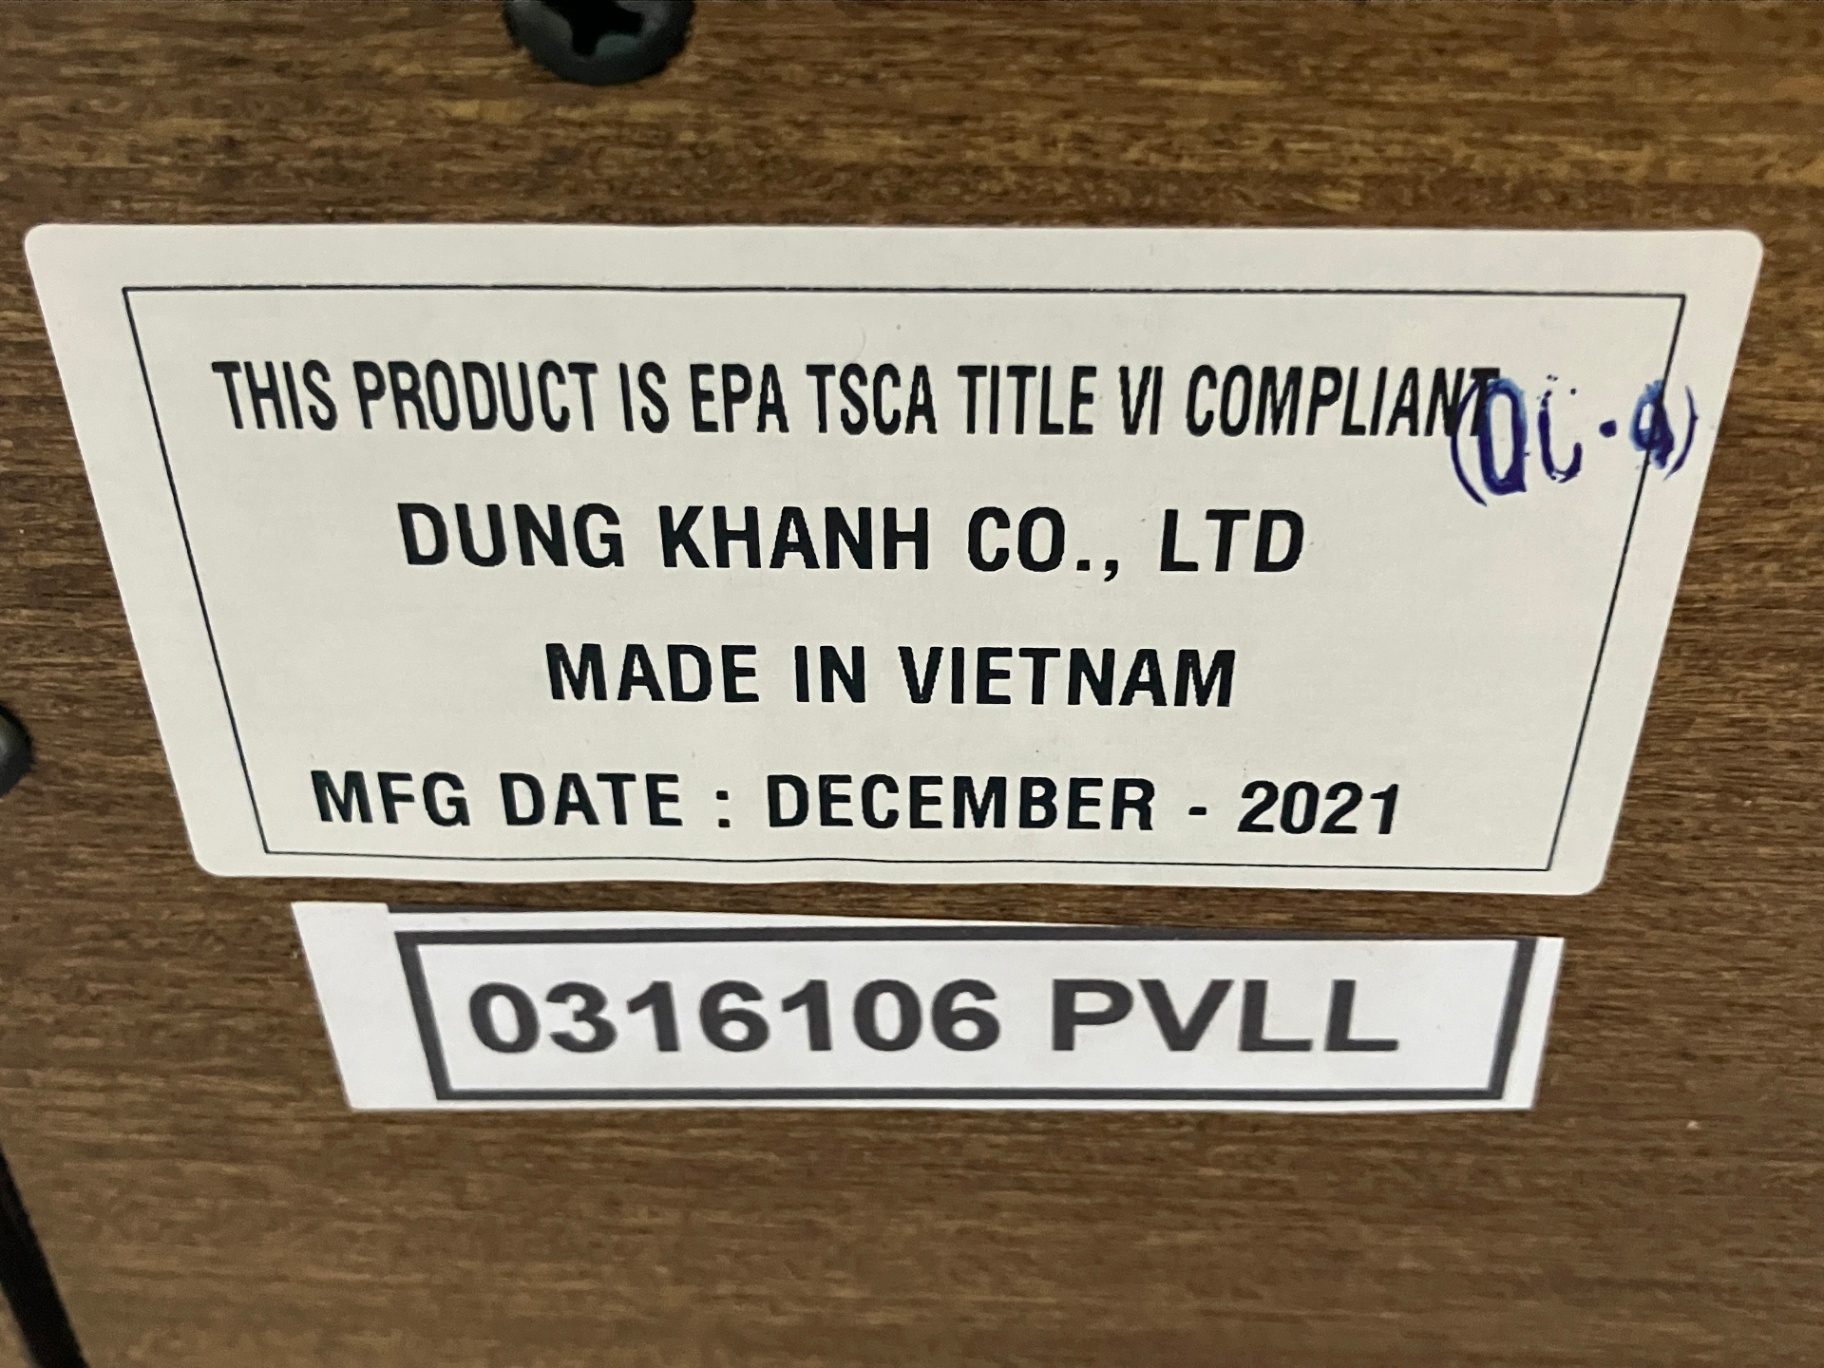 THIS PRODUCT IS EPA TSCA TITLE VI COMPLIANT
DUNG KHANH CO., LTD
MADE IN VIETNAM
MFG DATE : DECEMBER - 2021
0316106 PVLL